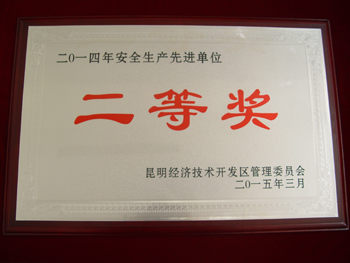 二〇一四年安全生产先进单位
二等奖
昆明经济技术开发区管理委员会
二〇一五年三月